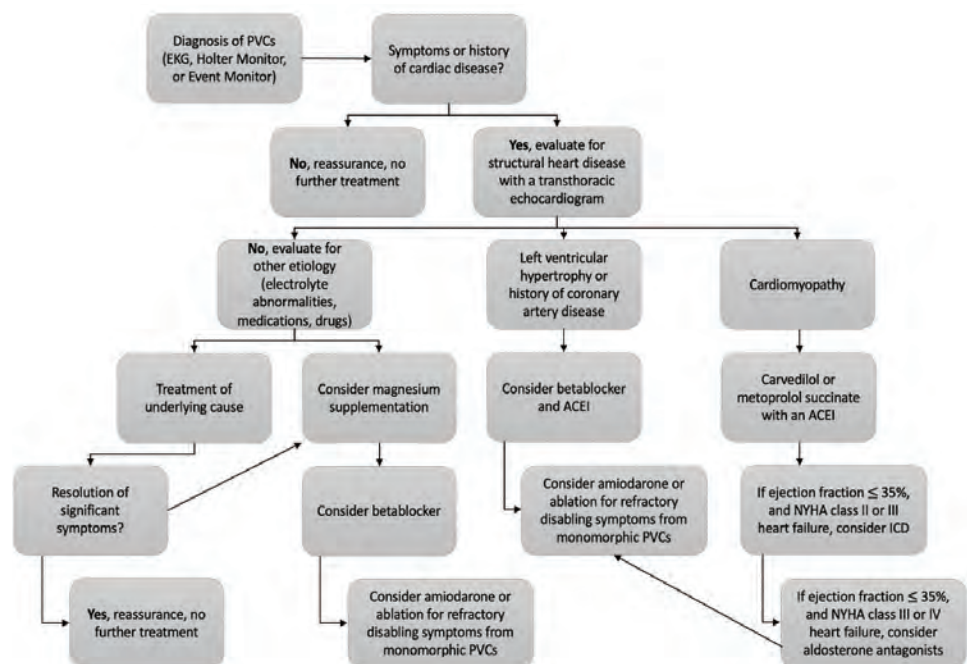 Diagnosis of PVCs
(EKG, Holter Monitor,
or Event Monitor)
Symptoms or history
of cardiac disease?
No, reassurance, no
further treatment
Yes, evaluate for
structural heart disease
with a transthoracic
echocardiogram
No, evaluate for
other etiology
(electrolyte
abnormalities,
medications, drugs)
Left ventricular
hypertrophy or
history of coronary
artery disease
Cardiomyopathy
Treatment of
underlying cause
Consider magnesium
supplementation
Consider betablocker
and ACEI
Carvedilol or
metoprolol succinate
with an ACEI
Resolution of
significant
symptoms?
Consider betablocker
Consider amiodarone or
ablation for refractory
disabling symptoms from
monomorphic PVCs
If ejection fraction ≤ 35%,
and NYHA class II or III
heart failure, consider ICD
Yes, reassurance, no
further treatment
Consider amiodarone or
ablation for refractory
disabling symptoms from
monomorphic PVCs
If ejection fraction ≤ 35%,
and NYHA class III or IV
heart failure, consider
aldosterone antagonists